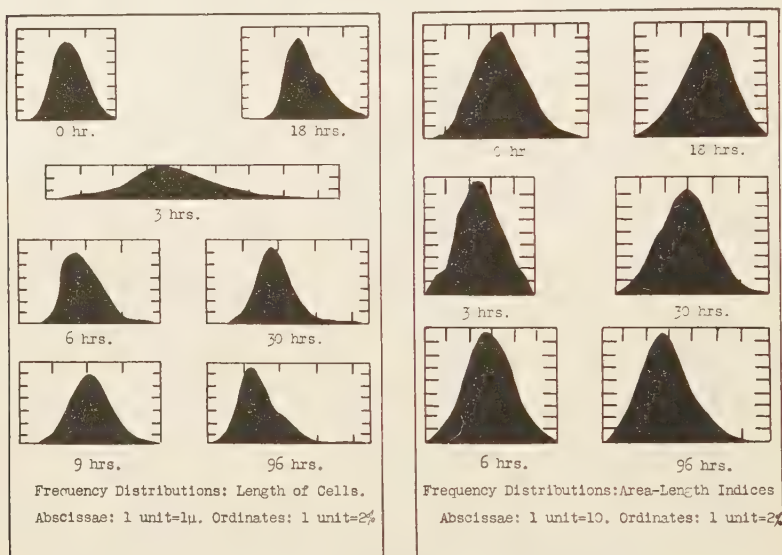 0 hr.
18 hrs.
3 hrs.
6 hrs.
30 hrs.
9 hrs.
96 hrs.
Frequency Distributions: Length of Cells.
Abscissae: 1 unit=1μ. Ordinates: 1 unit=2%
0 hr
18 hrs.
3 hrs.
30 hrs.
6 hrs.
96 hrs.
Frequency Distributions:Area-Length Indices
Abscissae: 1 unit=10. Ordinates: 1 unit=2%